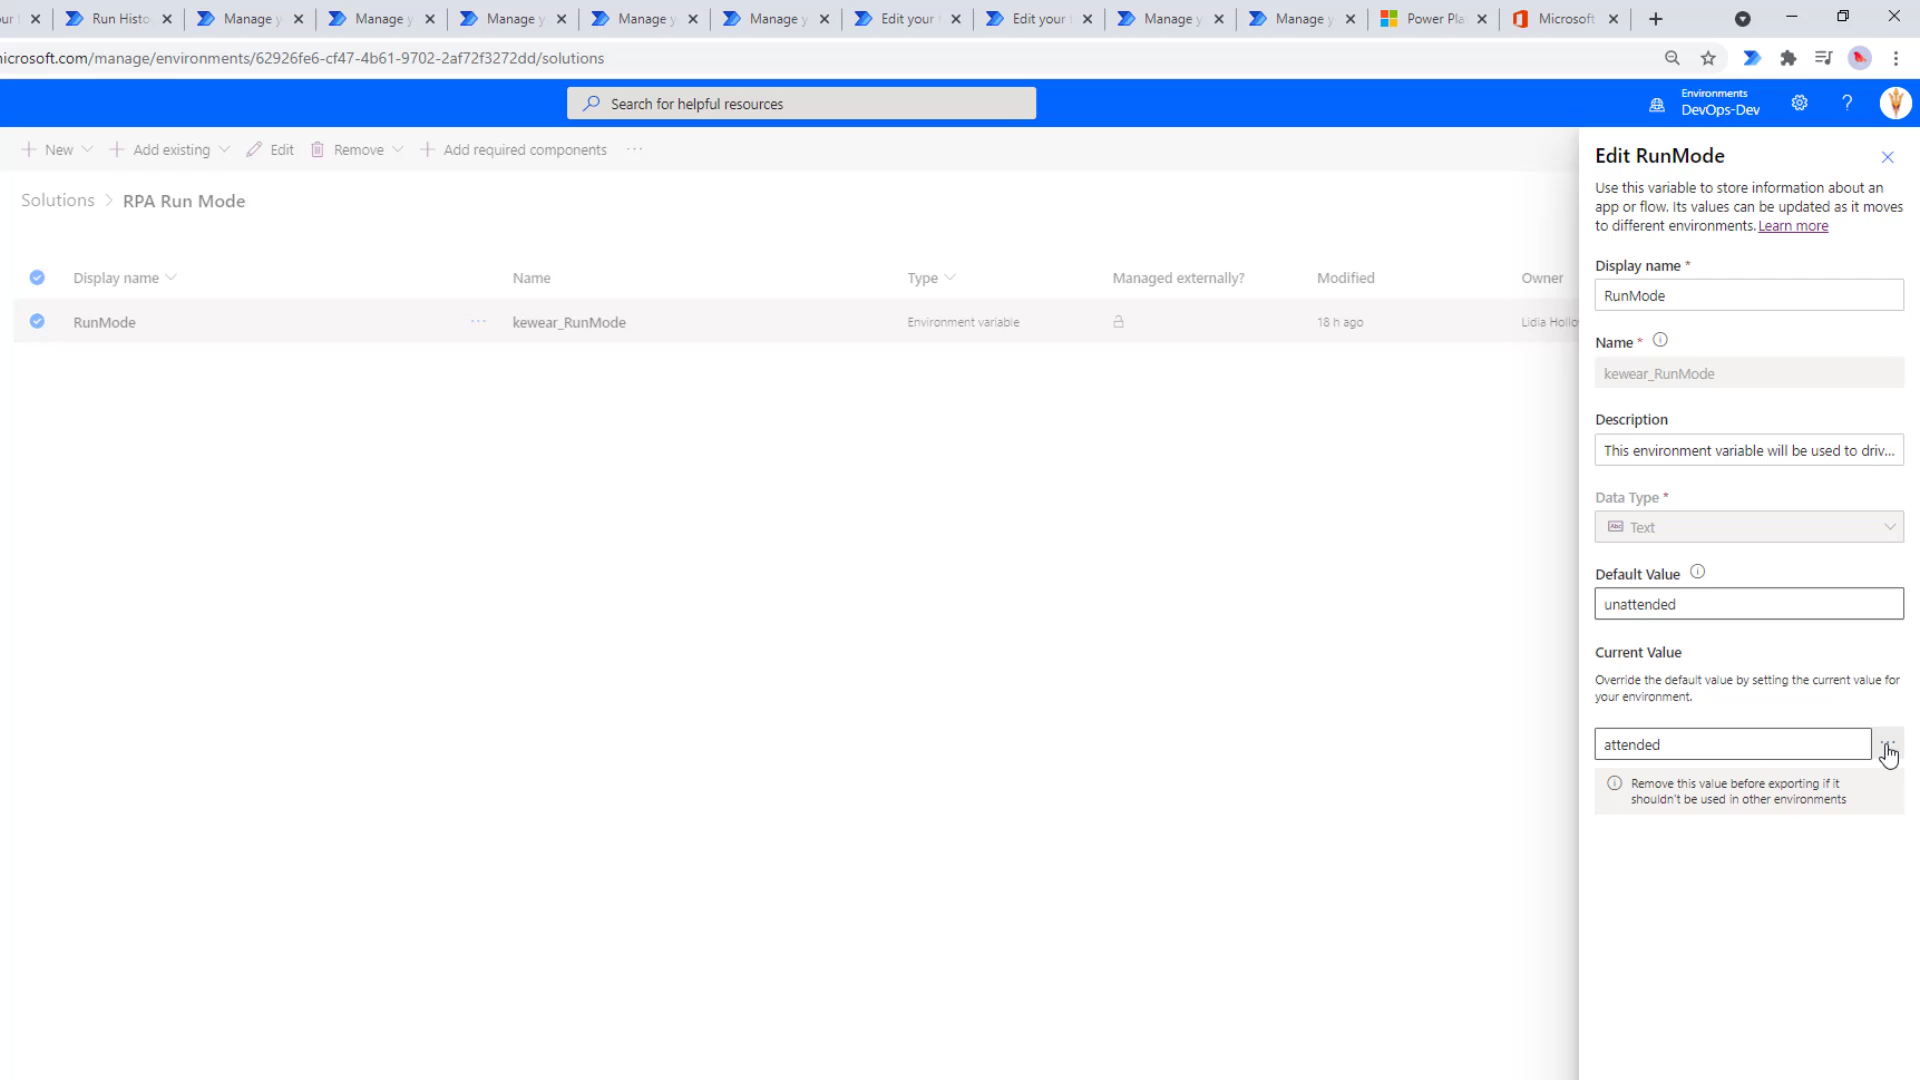 our f
Run Histo
Manage y
Manage y
Manage y
Manage y
Manage y
Edit your f
Edit your f
Manage y
Manage y
Power Pla
Microsoft
microsoft.com/manage/environments/62926fe6-cf47-4b61-9702-2af72f3272dd/solutions
Search for helpful resources
Environments
DevOps-Dev
New
Add existing
Edit
Remove
Add required components
Solutions > RPA Run Mode
Display name
Name
Type
Managed externally?
Modified
Owner
RunMode
kewear_RunMode
Environment variable
18 h ago
Lidia Hollo
Edit RunMode
Use this variable to store information about an
app or flow. Its values can be updated as it moves
to different environments. Learn more
Display name *
RunMode
Name *
kewear_RunMode
Description
This environment variable will be used to driv...
Data Type *
Abc Text
Default Value
unattended
Current Value
Override the default value by setting the current value for
your environment.
attended
Remove this value before exporting if it
shouldn't be used in other environments